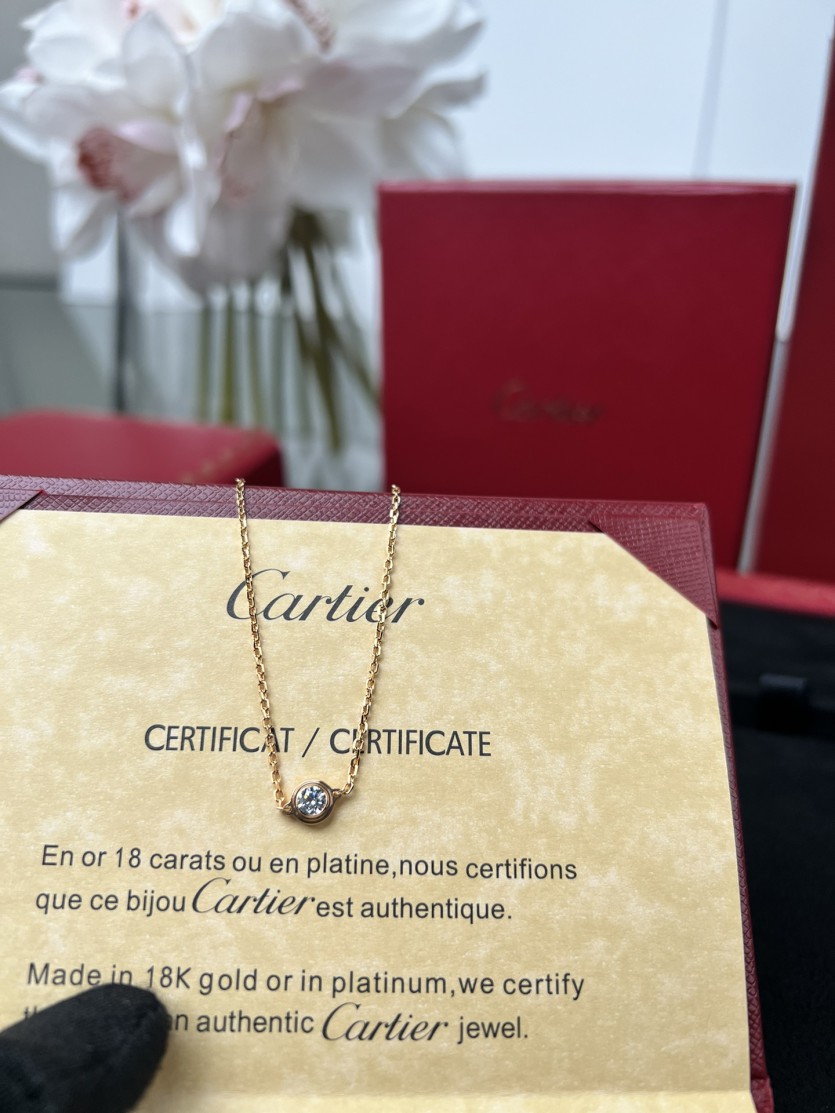 Cartier
Cartier
CERTIFICAT / CERTIFICATE
En or 18 carats ou en platine,nous certifions
que ce bijou Cartier est authentique.
Made in 18K gold or in platinum,we certify
authentic Cartier jewel.